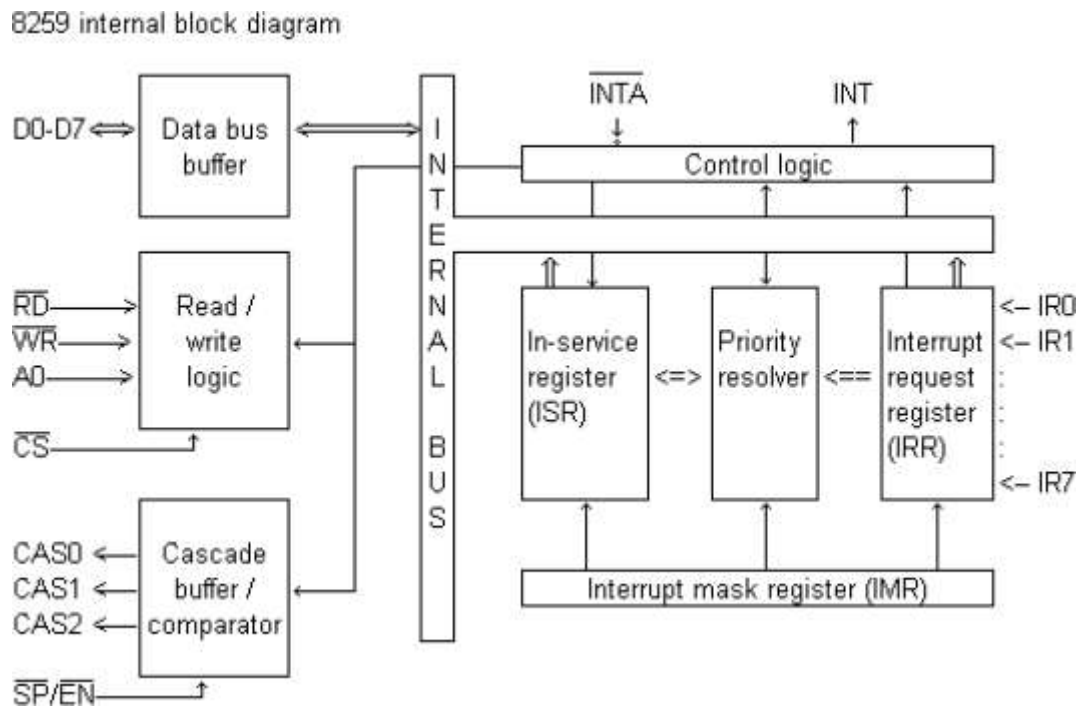 8259 internal block diagram
INTA
INT
D0-D7
Data bus
buffer
Control logic
INTERNAL BUS
RD
WR
A0
CS
Read /
write
logic
In-service
register
(ISR)
<=>
Priority
resolver
<==
Interrupt
request
register
(IRR)
<– IR0
<– IR1
:
:
:
<– IR7
CAS0
CAS1
CAS2
SP/EN
Cascade
buffer /
comparator
Interrupt mask register (IMR)